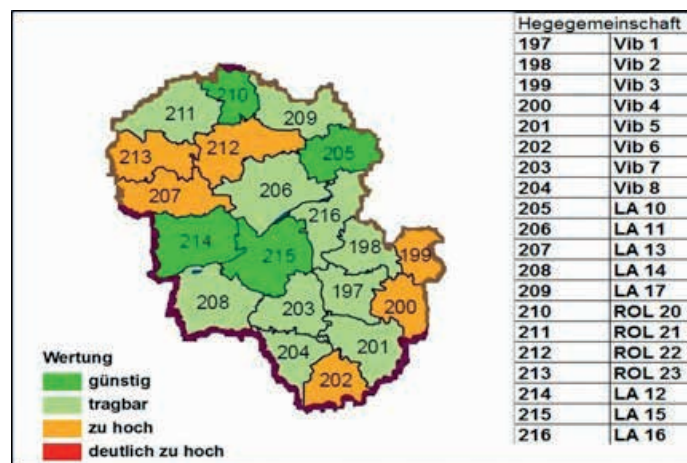 210
211
209
213
212
205
207
206
216
214
215
198
199
208
203
197
200
204
201
202
Wertung
günstig
tragbar
zu hoch
deutlich zu hoch
Hegegemeinschaft
197 Vib 1
198 Vib 2
199 Vib 3
200 Vib 4
201 Vib 5
202 Vib 6
203 Vib 7
204 Vib 8
205 LA 10
206 LA 11
207 LA 13
208 LA 14
209 LA 17
210 ROL 20
211 ROL 21
212 ROL 22
213 ROL 23
214 LA 12
215 LA 15
216 LA 16